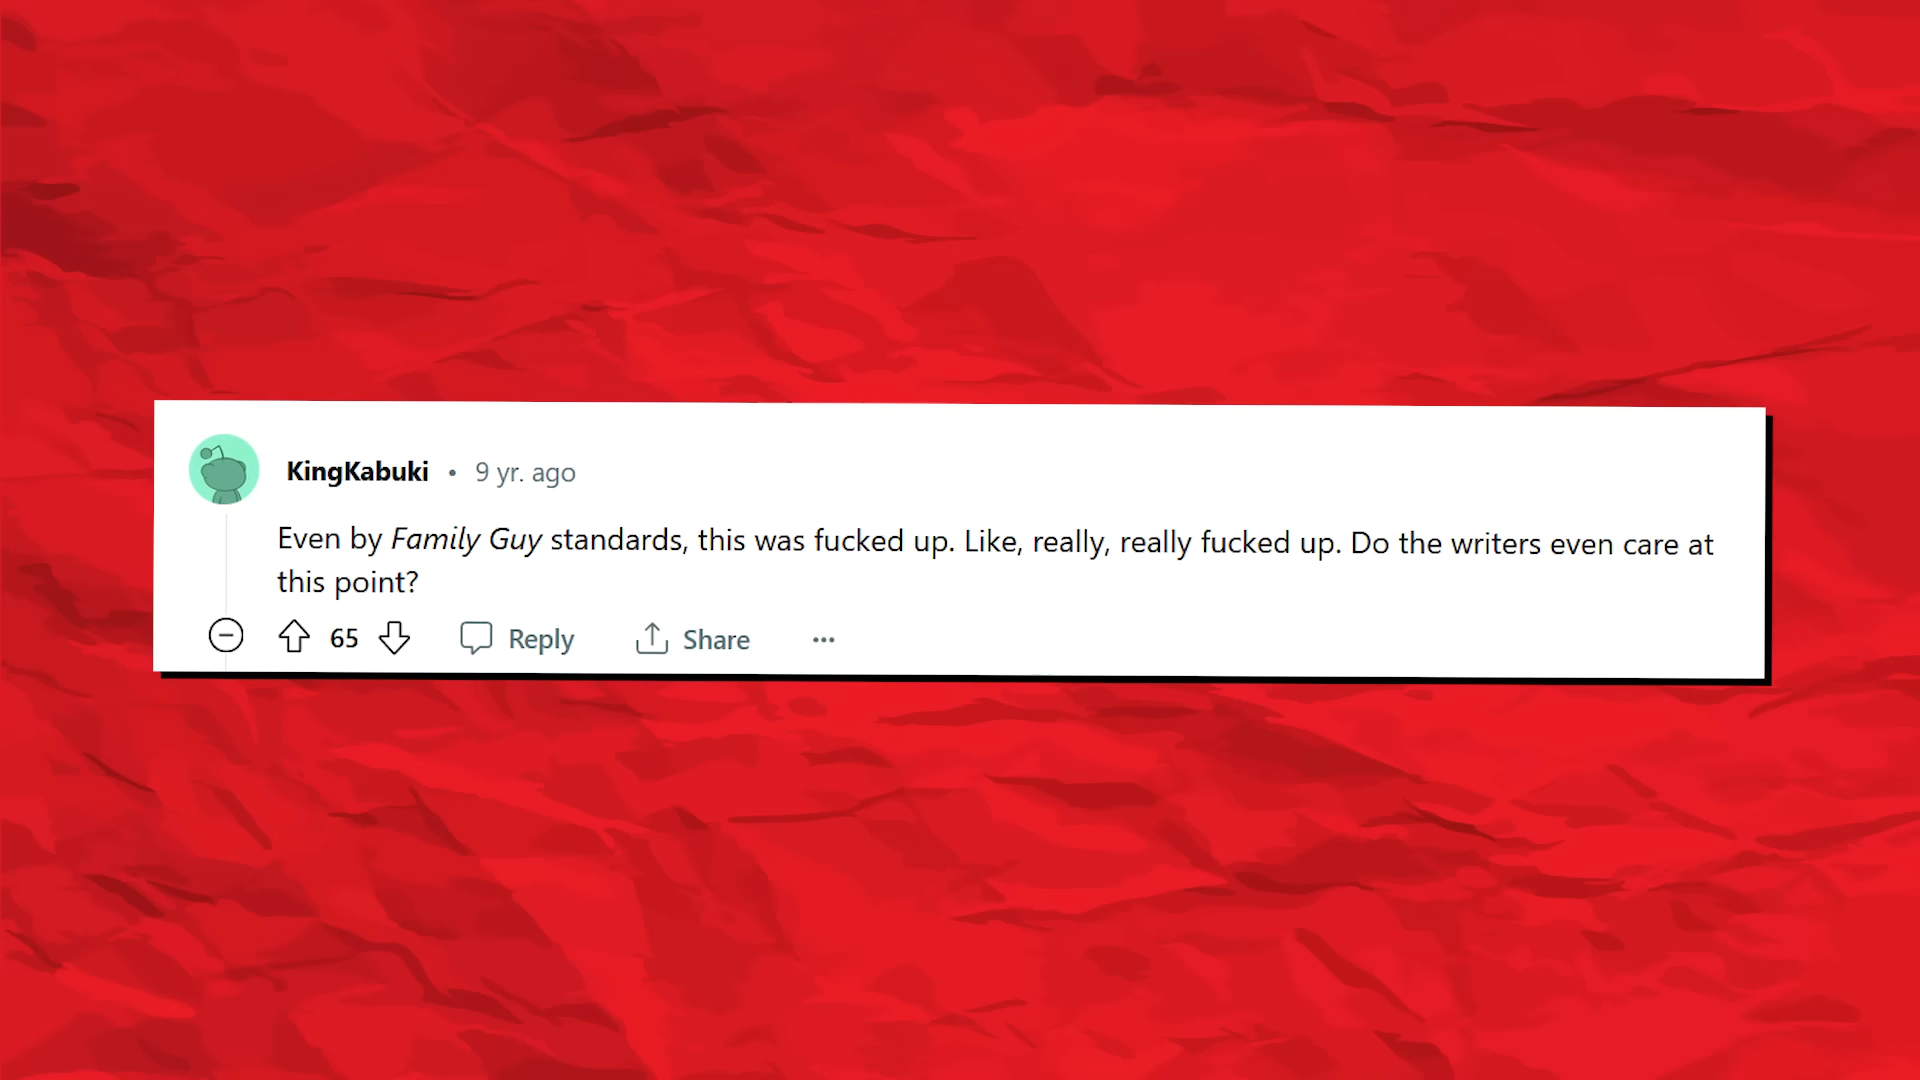 KingKabuki • 9 yr. ago
Even by Family Guy standards, this was fucked up. Like, really, really fucked up. Do the writers even care at
this point?
65 Reply Share ...